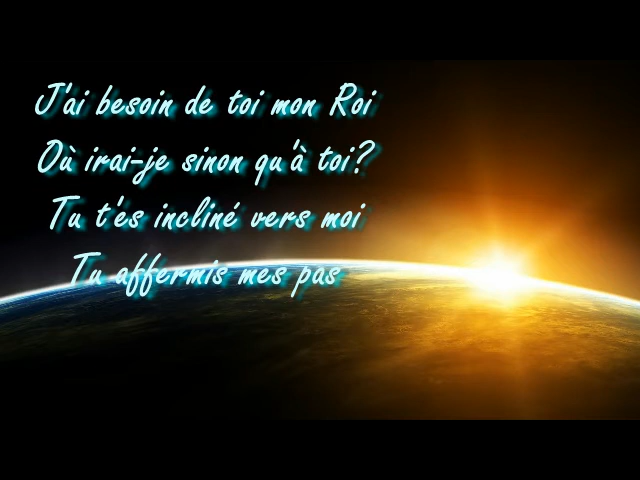 J'ai besoin de toi mon Roi
Où irai-je sinon qu'à toi?
Tu t'es incliné vers moi
Tu affermis mes pas